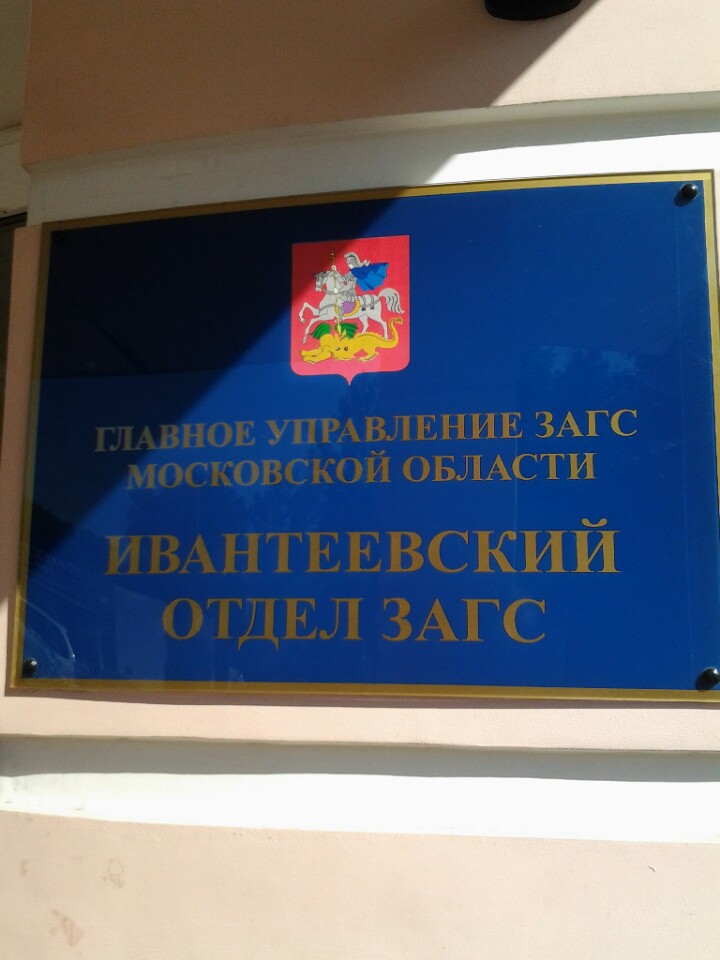 ГЛАВНОЕ УПРАВЛЕНИЕ ЗАГС
МОСКОВСКОЙ ОБЛАСТИ
ИВАНТЕЕВСКИЙ
ОТДЕЛ ЗАГС